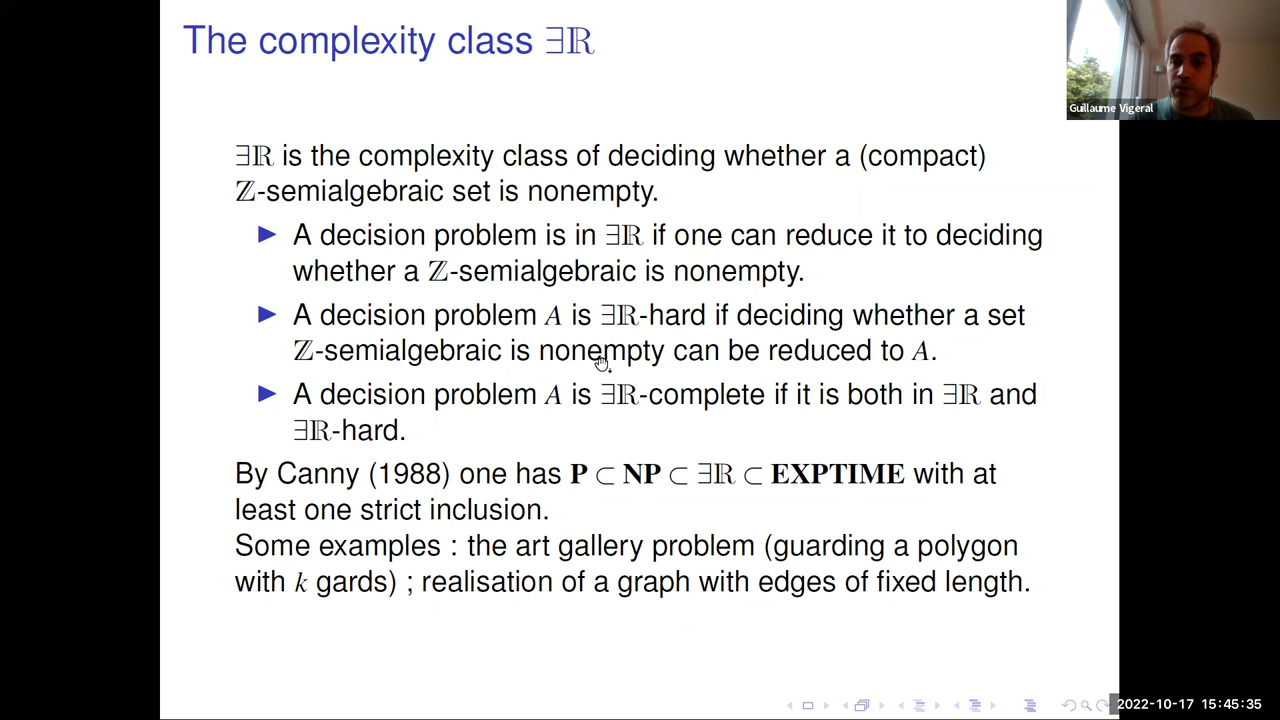 The complexity class ∃ℝ
Guillaume Vigeral
∃ℝ is the complexity class of deciding whether a (compact)
ℤ-semialgebraic set is nonempty.
▶ A decision problem is in ∃ℝ if one can reduce it to deciding
whether a ℤ-semialgebraic is nonempty.
▶ A decision problem A is ∃ℝ-hard if deciding whether a set
ℤ-semialgebraic is nonempty can be reduced to A.
▶ A decision problem A is ∃ℝ-complete if it is both in ∃ℝ and
∃ℝ-hard.
By Canny (1988) one has P ⊂ NP ⊂ ∃ℝ ⊂ EXPTIME with at
least one strict inclusion.
Some examples : the art gallery problem (guarding a polygon
with k gards) ; realisation of a graph with edges of fixed length.
2022-10-17 15:45:35